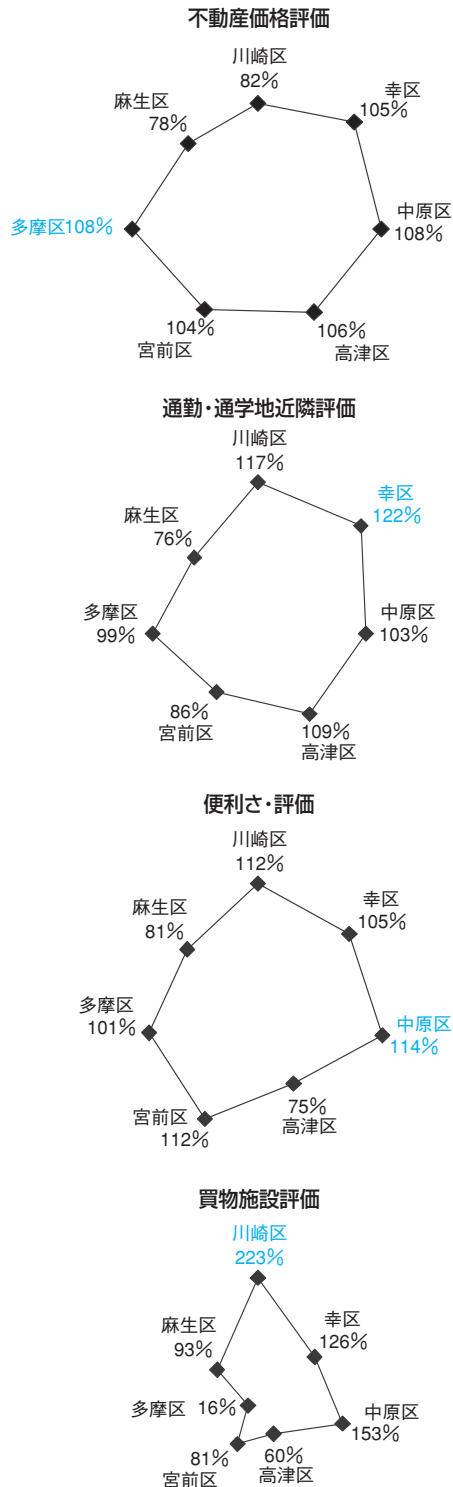 不動産価格評価
川崎区
82%
幸区
105%
麻生区
78%
中原区
108%
多摩区108%
104%
宮前区
106%
高津区
通勤・通学地近隣評価
川崎区
117%
幸区
122%
麻生区
76%
多摩区
99%
中原区
103%
86%
宮前区
109%
高津区
便利さ・評価
川崎区
112%
幸区
105%
麻生区
81%
多摩区
101%
中原区
114%
75%
高津区
宮前区
112%
買物施設評価
川崎区
223%
幸区
126%
麻生区
93%
多摩区 16%
中原区
153%
81%
宮前区
60%
高津区